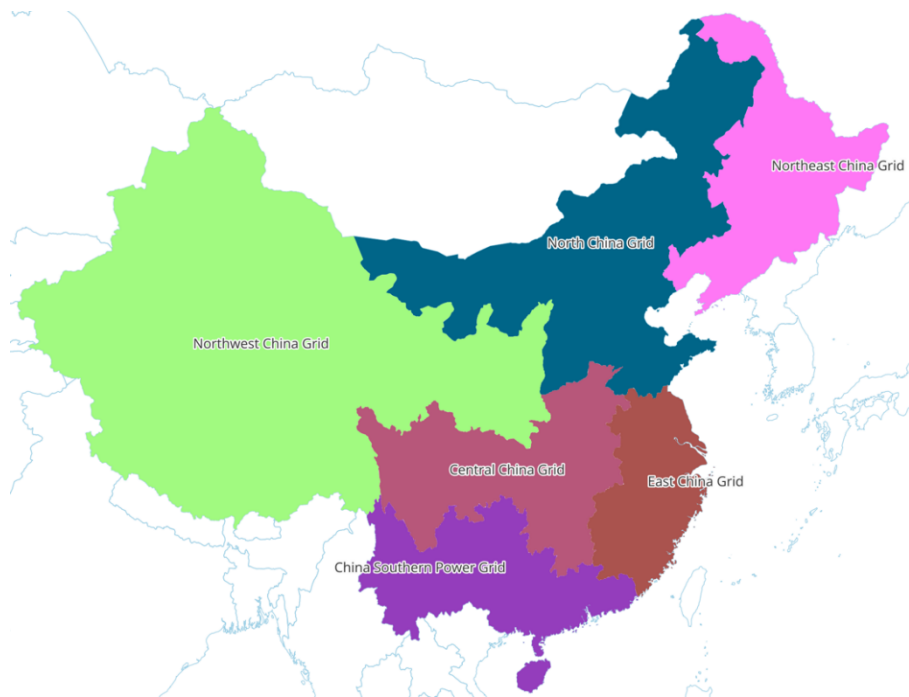 Northeast China Grid
North China Grid
Northwest China Grid
Central China Grid
East China Grid
China Southern Power Grid